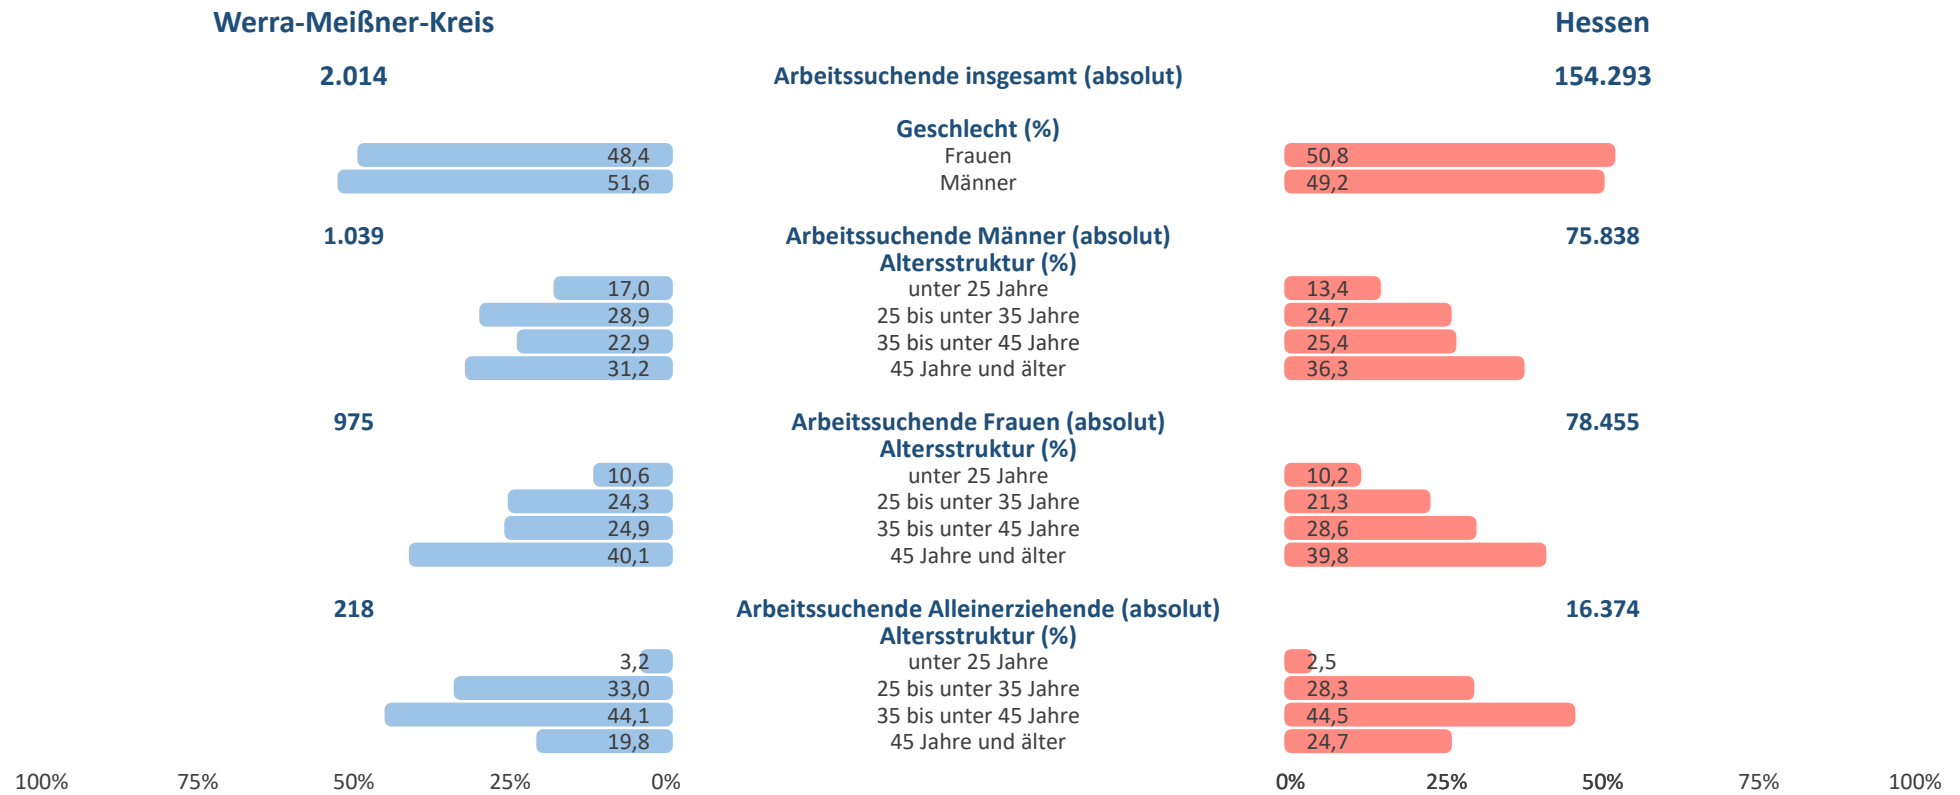 Werra-Meißner-Kreis Hessen
2.014 Arbeitssuchende insgesamt (absolut) 154.293
Geschlecht (%)
48,4 Frauen 50,8
51,6 Männer 49,2
1.039 Arbeitssuchende Männer (absolut) 75.838
Altersstruktur (%)
17,0 unter 25 Jahre 13,4
28,9 25 bis unter 35 Jahre 24,7
22,9 35 bis unter 45 Jahre 25,4
31,2 45 Jahre und älter 36,3
975 Arbeitssuchende Frauen (absolut) 78.455
Altersstruktur (%)
10,6 unter 25 Jahre 10,2
24,3 25 bis unter 35 Jahre 21,3
24,9 35 bis unter 45 Jahre 28,6
40,1 45 Jahre und älter 39,8
218 Arbeitssuchende Alleinerziehende (absolut) 16.374
Altersstruktur (%)
3,2 unter 25 Jahre 2,5
33,0 25 bis unter 35 Jahre 28,3
44,1 35 bis unter 45 Jahre 44,5
19,8 45 Jahre und älter 24,7
100% 75% 50% 25% 0% 0% 25% 50% 75% 100%